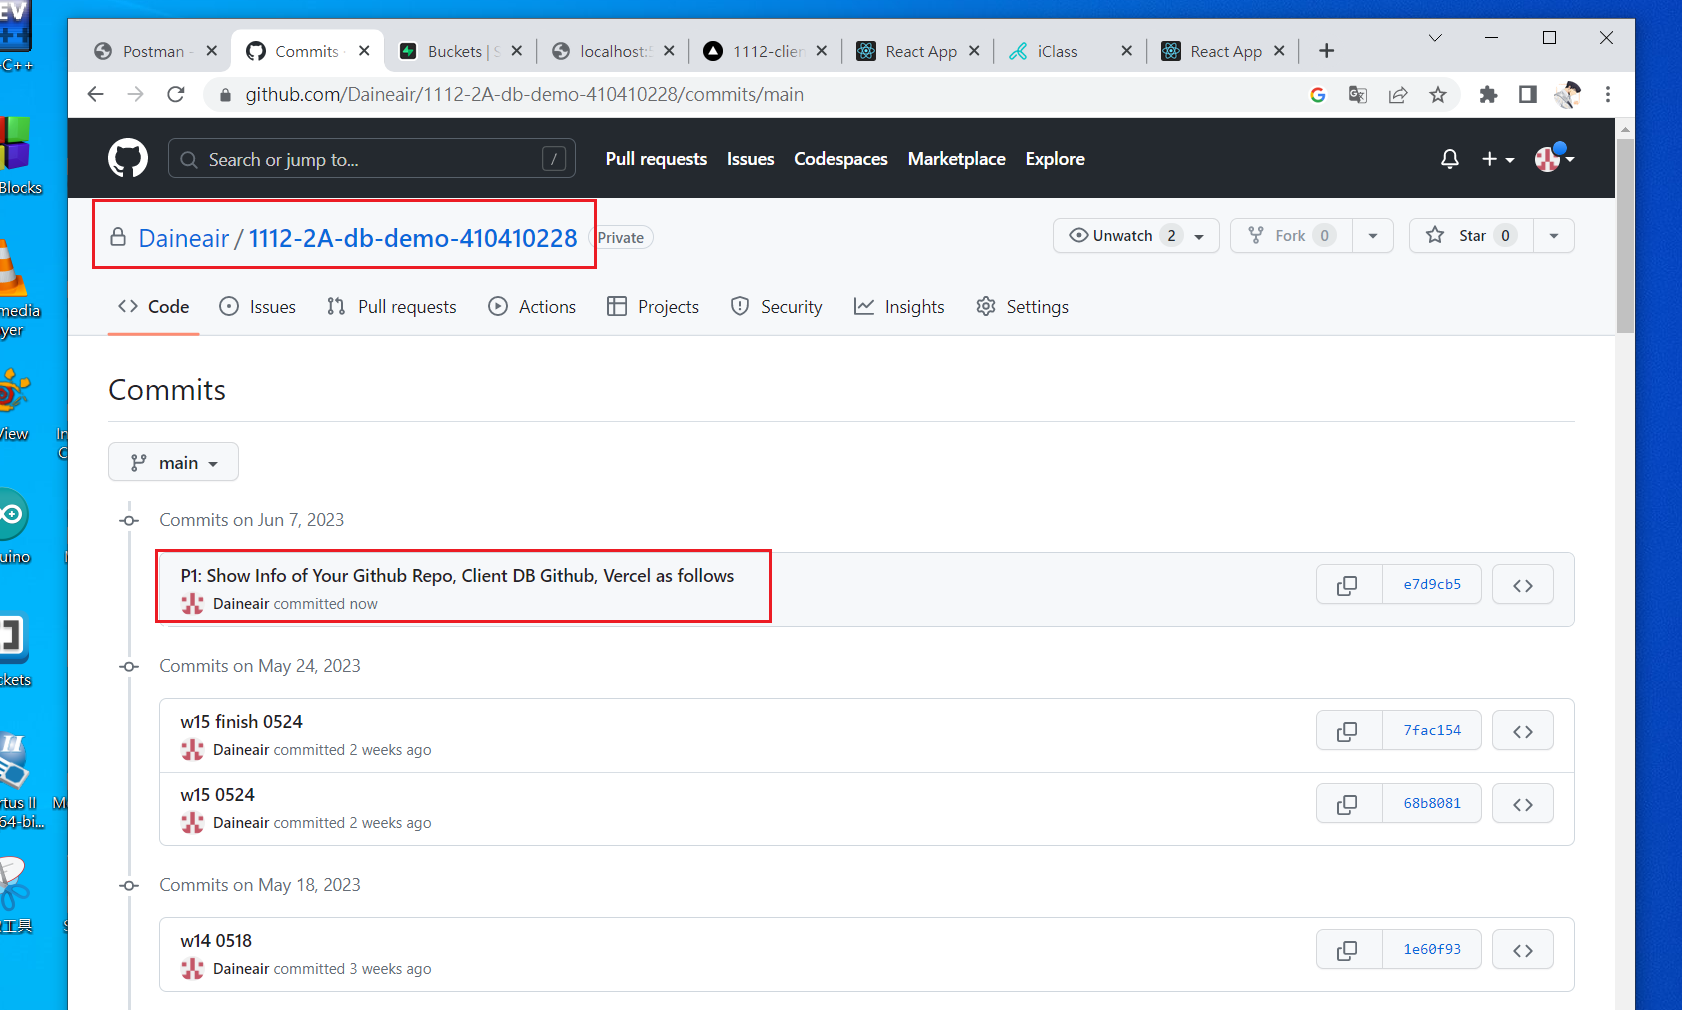 EV
C++
Blocks
media
yer
View
In
C
uino
ckets
rtus II
64-bi...
工具
Postman
Commits
Buckets | S
localhost:5
1112-clien
React App
iClass
React App
github.com/Daineair/1112-2A-db-demo-410410228/commits/main
Search or jump to...
/
Pull requests
Issues
Codespaces
Marketplace
Explore
Daineair / 1112-2A-db-demo-410410228
Private
Unwatch 2
Fork 0
Star 0
Code
Issues
Pull requests
Actions
Projects
Security
Insights
Settings
Commits
main
Commits on Jun 7, 2023
P1: Show Info of Your Github Repo, Client DB Github, Vercel as follows
Daineair committed now
e7d9cb5
Commits on May 24, 2023
w15 finish 0524
Daineair committed 2 weeks ago
7fac154
w15 0524
Daineair committed 2 weeks ago
68b8081
Commits on May 18, 2023
w14 0518
Daineair committed 3 weeks ago
1e60f93